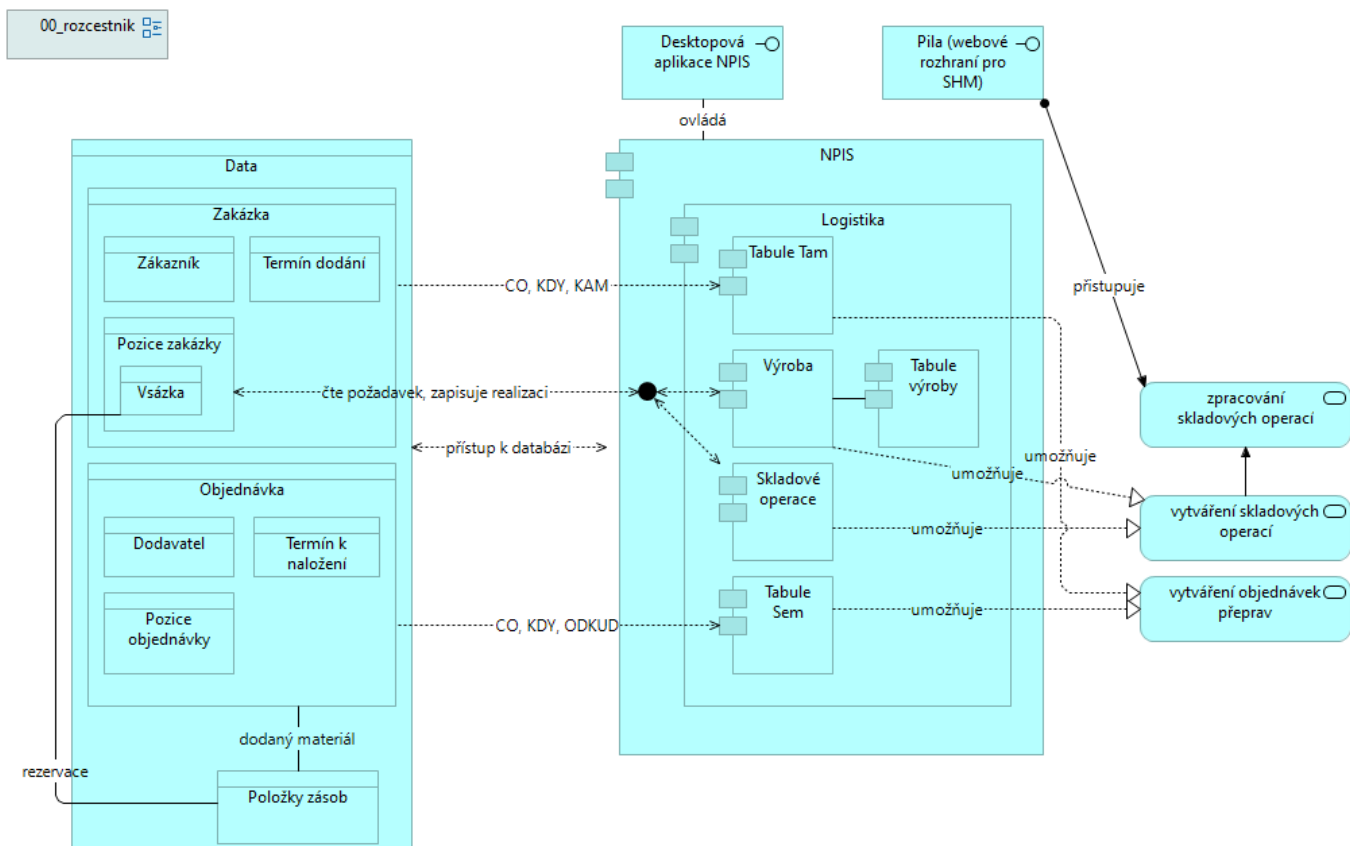 00_rozcestnik
Desktopová
aplikace NPIS
Pila (webové
rozhraní pro
SHM)
ovládá
Data
NPIS
Zakázka
Logistika
Zákazník
Termín dodání
Tabule Tam
CO, KDY, KAM
přistupuje
Pozice zakázky
Vsázka
čte požadavek, zapisuje realizaci
Výroba
Tabule
výroby
zpracování
skladových operací
přístup k databázi
umožňuje
umožňuje
Objednávka
Skladové
operace
vytváření skladových
operací
umožňuje
Dodavatel
Termín k
naložení
Tabule
Sem
vytváření objednávek
přeprav
umožňuje
Pozice
objednávky
CO, KDY, ODKUD
dodaný materiál
rezervace
Položky zásob